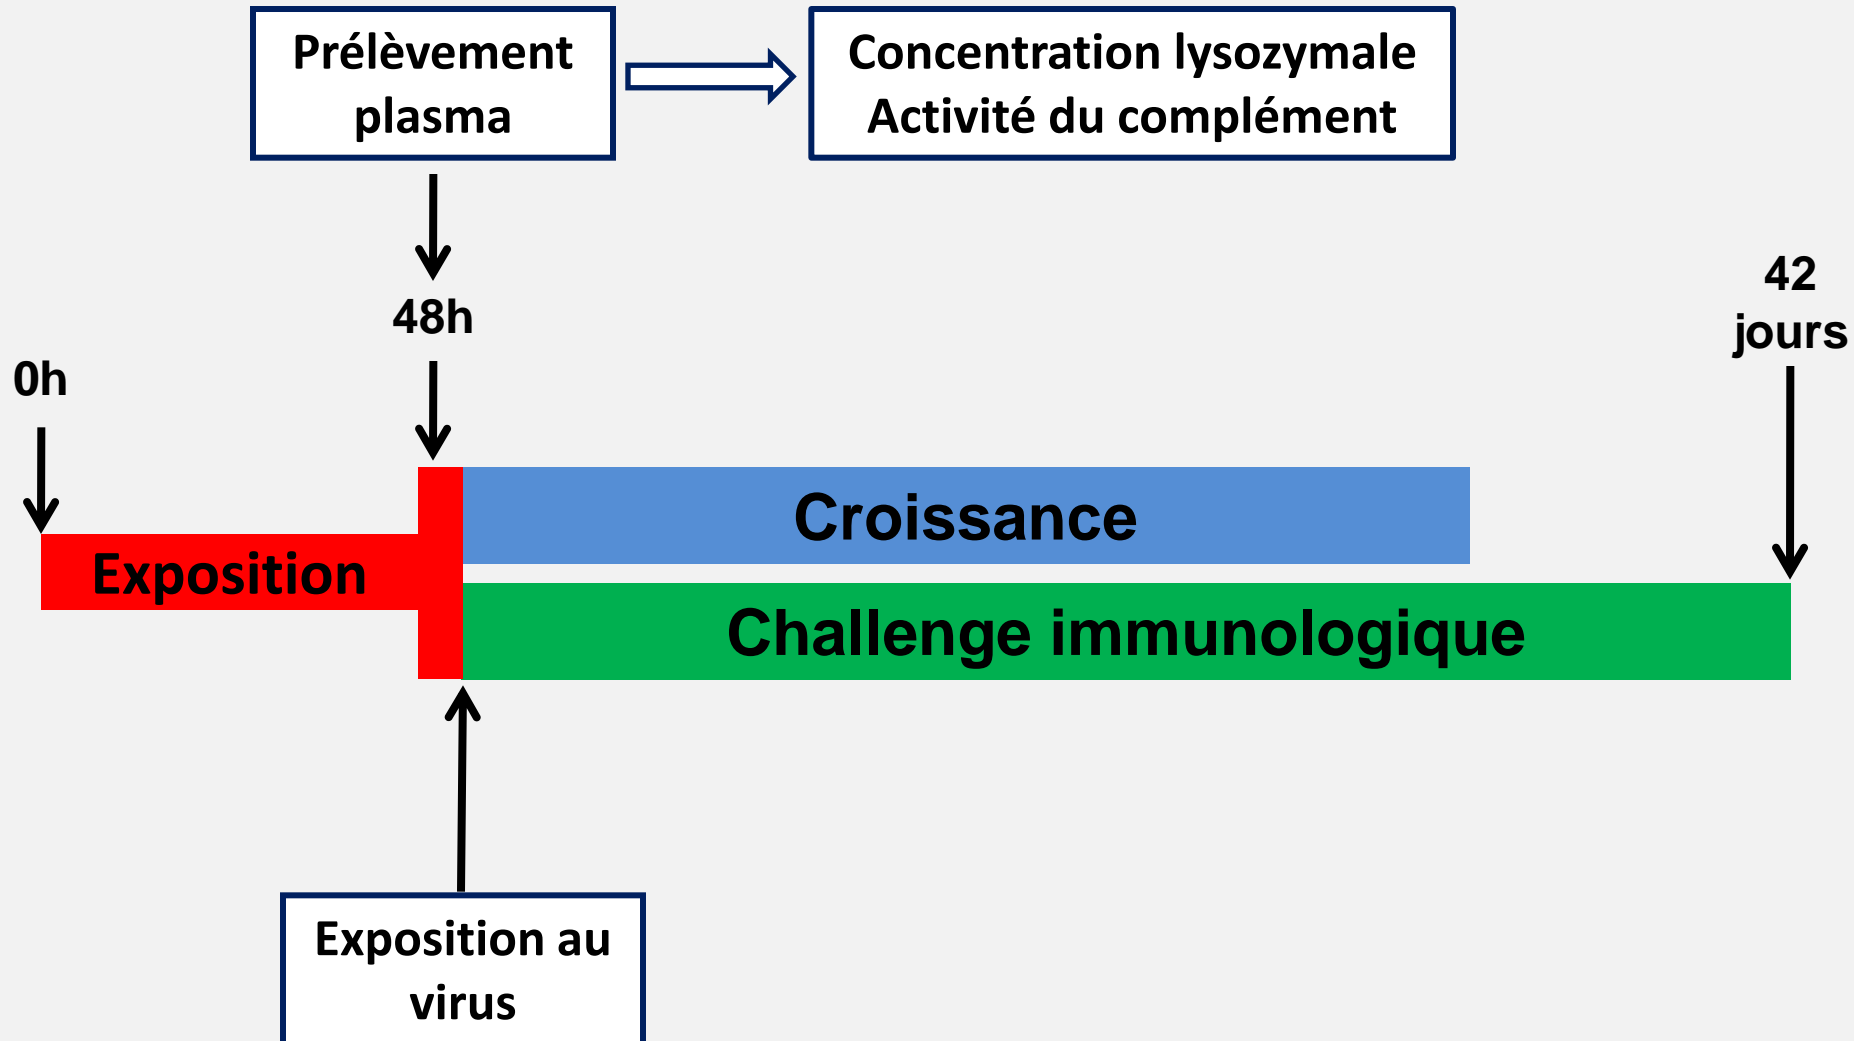 Prélèvement
plasma
Concentration lysozymale
Activité du complément
48h
42
jours
0h
Croissance
Exposition
Challenge immunologique
Exposition au
virus